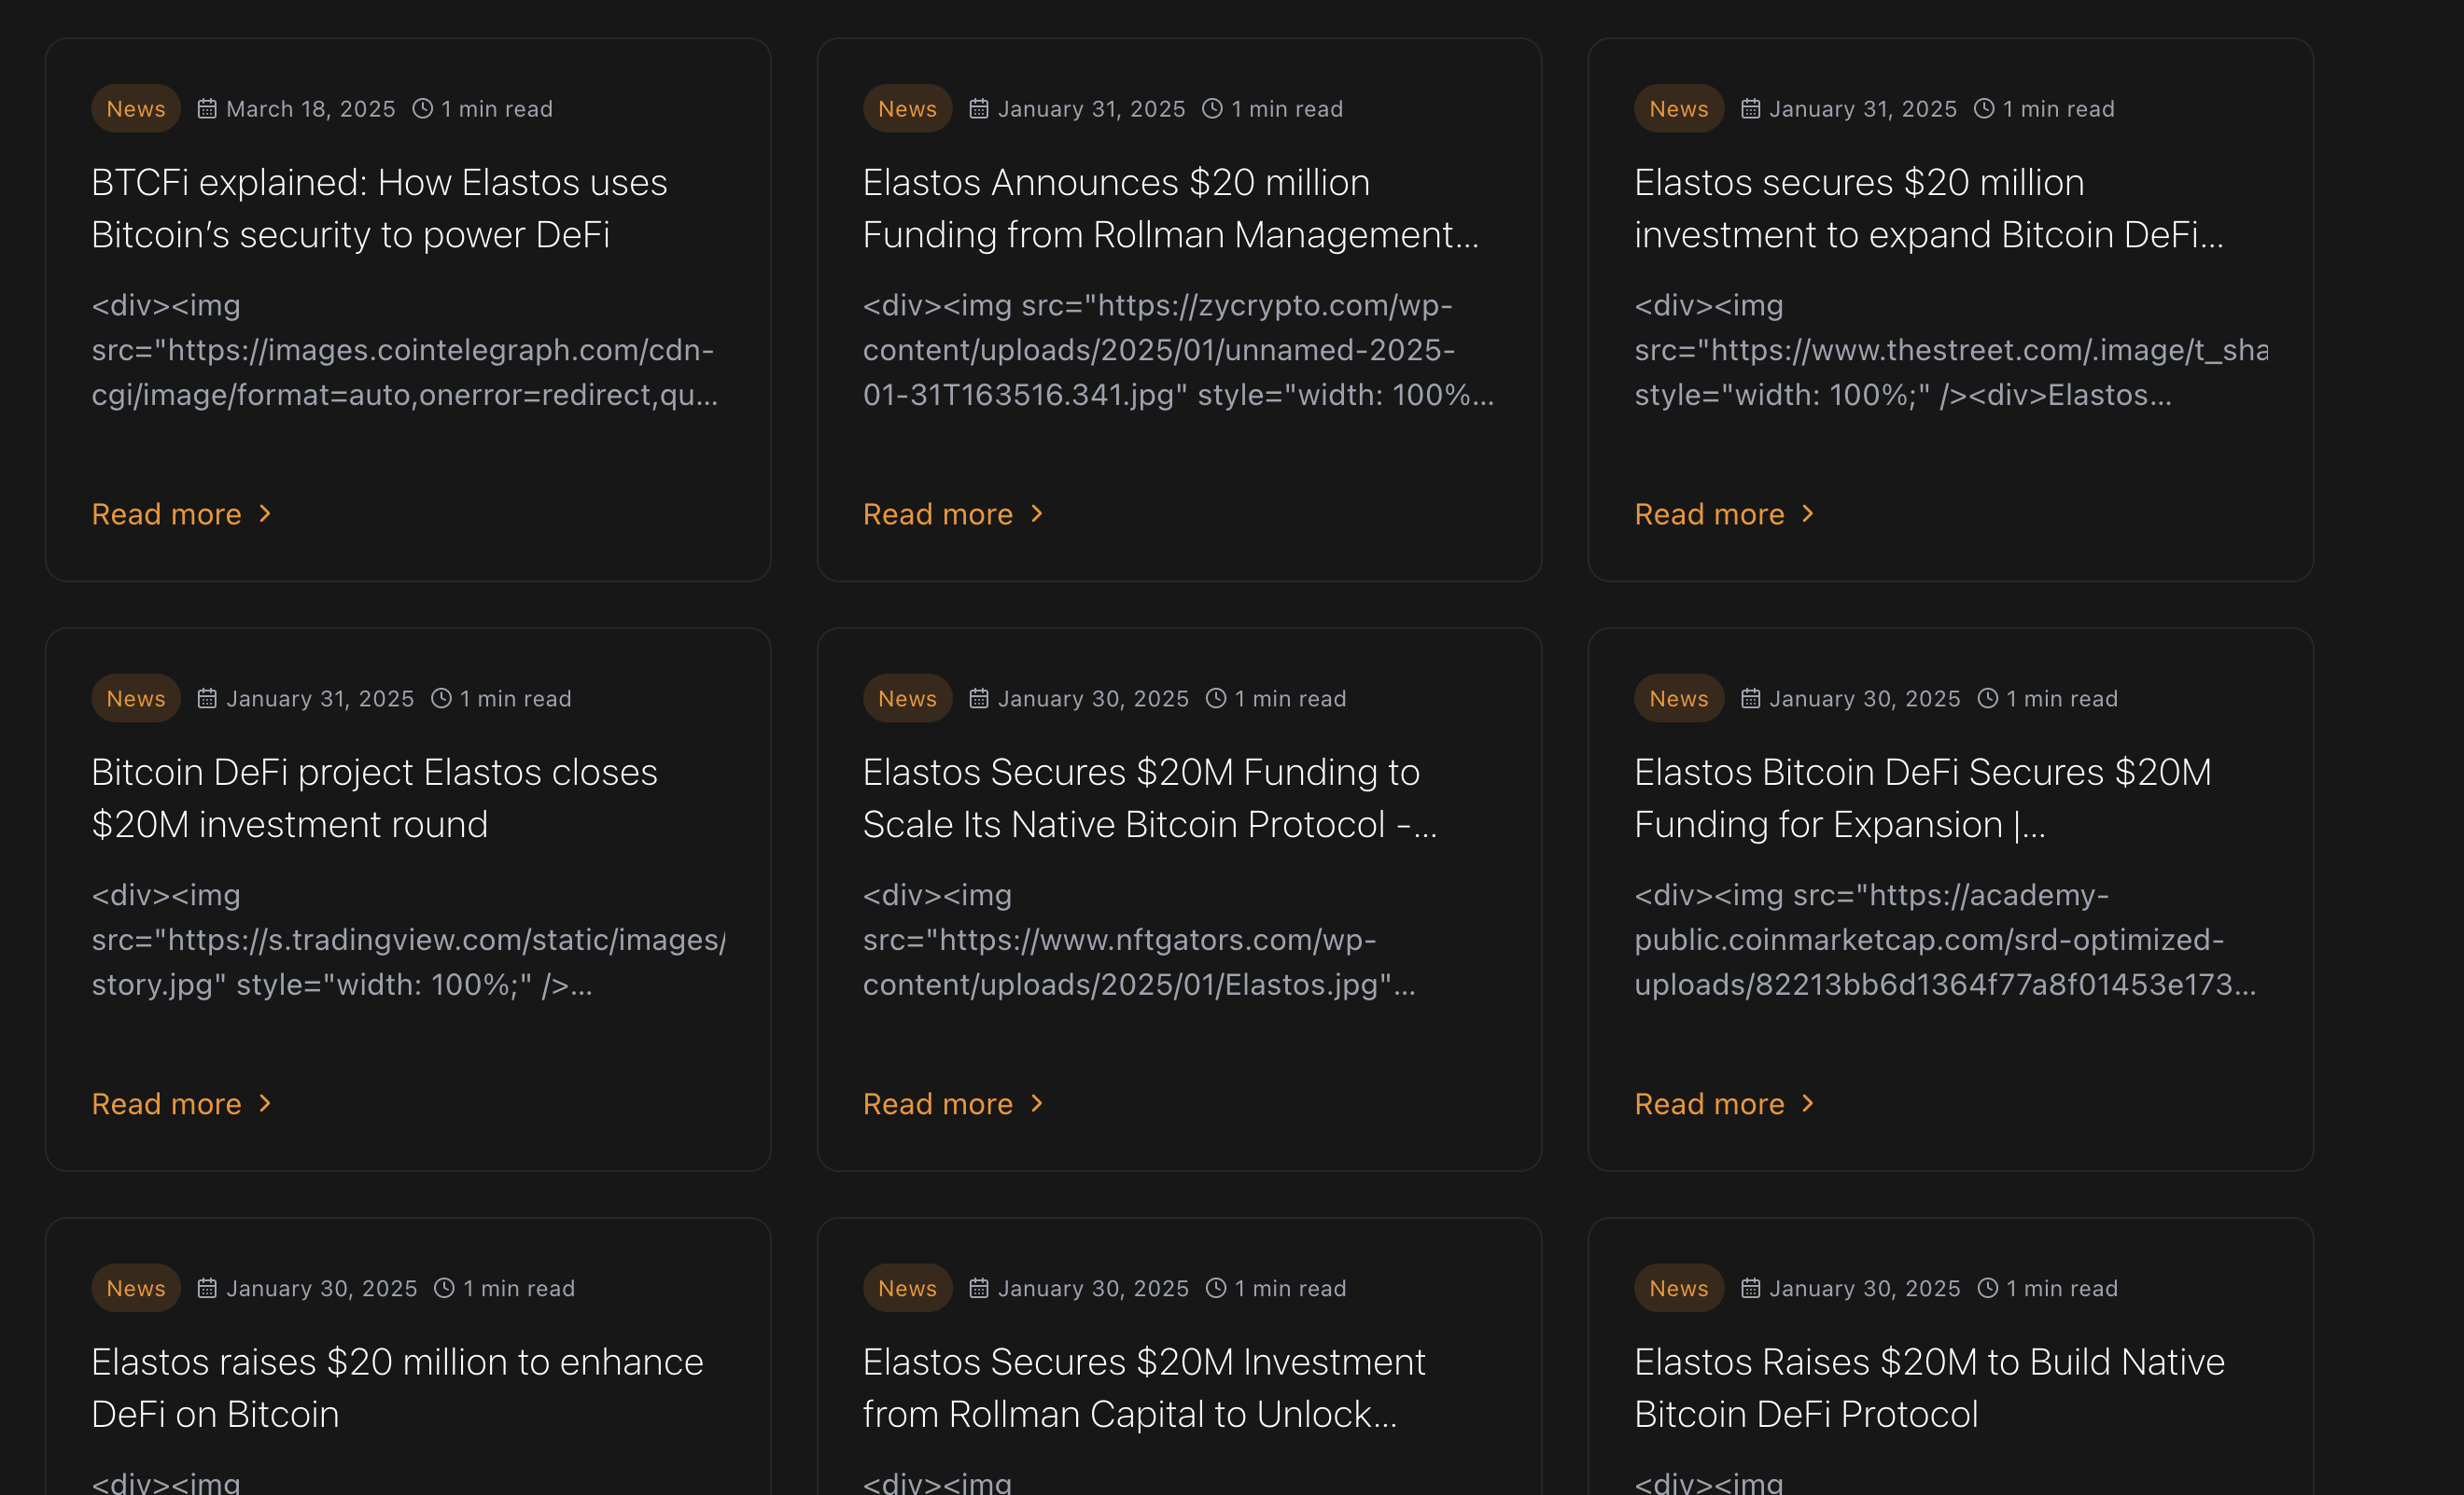 News March 18, 2025 1 min read
BTCFi explained: How Elastos uses
Bitcoin’s security to power DeFi
<div><img
src="https://images.cointelegraph.com/cdn-
cgi/image/format=auto,onerror=redirect,qu...
Read more
News January 31, 2025 1 min read
Elastos Announces $20 million
Funding from Rollman Management...
<div><img src="https://zycrypto.com/wp-
content/uploads/2025/01/unnamed-2025-
01-31T163516.341.jpg" style="width: 100%...
Read more
News January 31, 2025 1 min read
Elastos secures $20 million
investment to expand Bitcoin DeFi...
<div><img
src="https://www.thestreet.com/.image/t_sha
style="width: 100%;" /><div>Elastos...
Read more
News January 31, 2025 1 min read
Bitcoin DeFi project Elastos closes
$20M investment round
<div><img
src="https://s.tradingview.com/static/images/
story.jpg" style="width: 100%;" />...
Read more
News January 30, 2025 1 min read
Elastos Secures $20M Funding to
Scale Its Native Bitcoin Protocol -...
<div><img
src="https://www.nftgators.com/wp-
content/uploads/2025/01/Elastos.jpg"...
Read more
News January 30, 2025 1 min read
Elastos Bitcoin DeFi Secures $20M
Funding for Expansion |...
<div><img src="https://academy-
public.coinmarketcap.com/srd-optimized-
uploads/82213bb6d1364f77a8f01453e173...
Read more
News January 30, 2025 1 min read
Elastos raises $20 million to enhance
DeFi on Bitcoin
<div><img
News January 30, 2025 1 min read
Elastos Secures $20M Investment
from Rollman Capital to Unlock...
<div><img
News January 30, 2025 1 min read
Elastos Raises $20M to Build Native
Bitcoin DeFi Protocol
<div><img